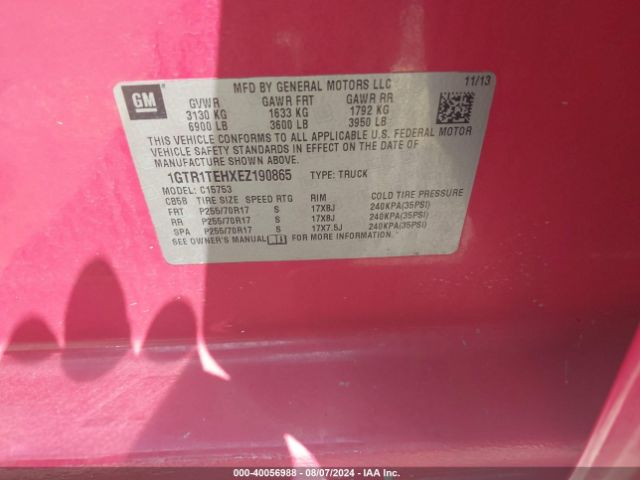 MFD BY GENERAL MOTORS LLC 11/13
GM
GVWR GAWR FRT GAWR RR
3130 KG 1633 KG 1792 KG
6900 LB 3600 LB 3950 LB
THIS VEHICLE CONFORMS TO ALL APPLICABLE U.S. FEDERAL MOTOR
VEHICLE SAFETY STANDARDS IN EFFECT ON THE DATE OF
MANUFACTURE SHOWN ABOVE.
1GTR1TEHXEZ190865 TYPE: TRUCK
MODEL: C15753
CB5B TIRE SIZE SPEED RTG RIM COLD TIRE PRESSURE
FRT P255/70R17 S 17X8J 240KPA(35PSI)
RR P255/70R17 S 17X8J 240KPA(35PSI)
SPA P255/70R17 S 17X7.5J 240KPA(35PSI)
SEE OWNER'S MANUAL FOR MORE INFORMATION.
000-40056988 - 08/07/2024 - IAA Inc.